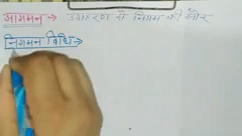 आगमन → उदाहरण से नियम की ओर
निगमन विधि →